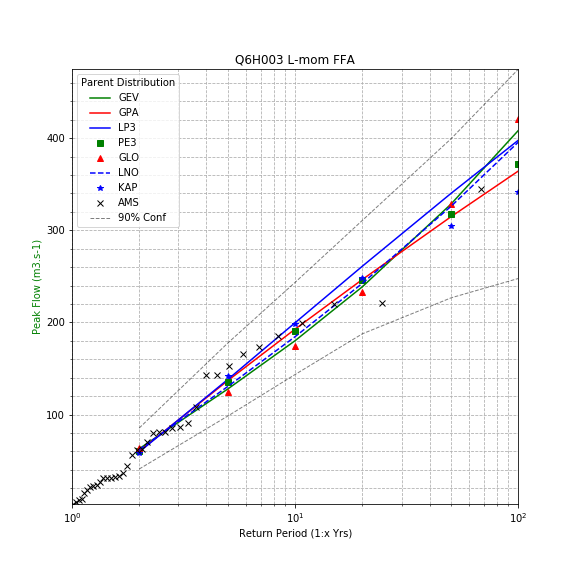 Q6H003 L-mom FFA
Parent Distribution
GEV
GPA
LP3
PE3
GLO
LNO
KAP
AMS
90% Conf
400
300
200
100
Peak Flow (m3.s-1)
10⁰
10¹
10²
Return Period (1:x Yrs)